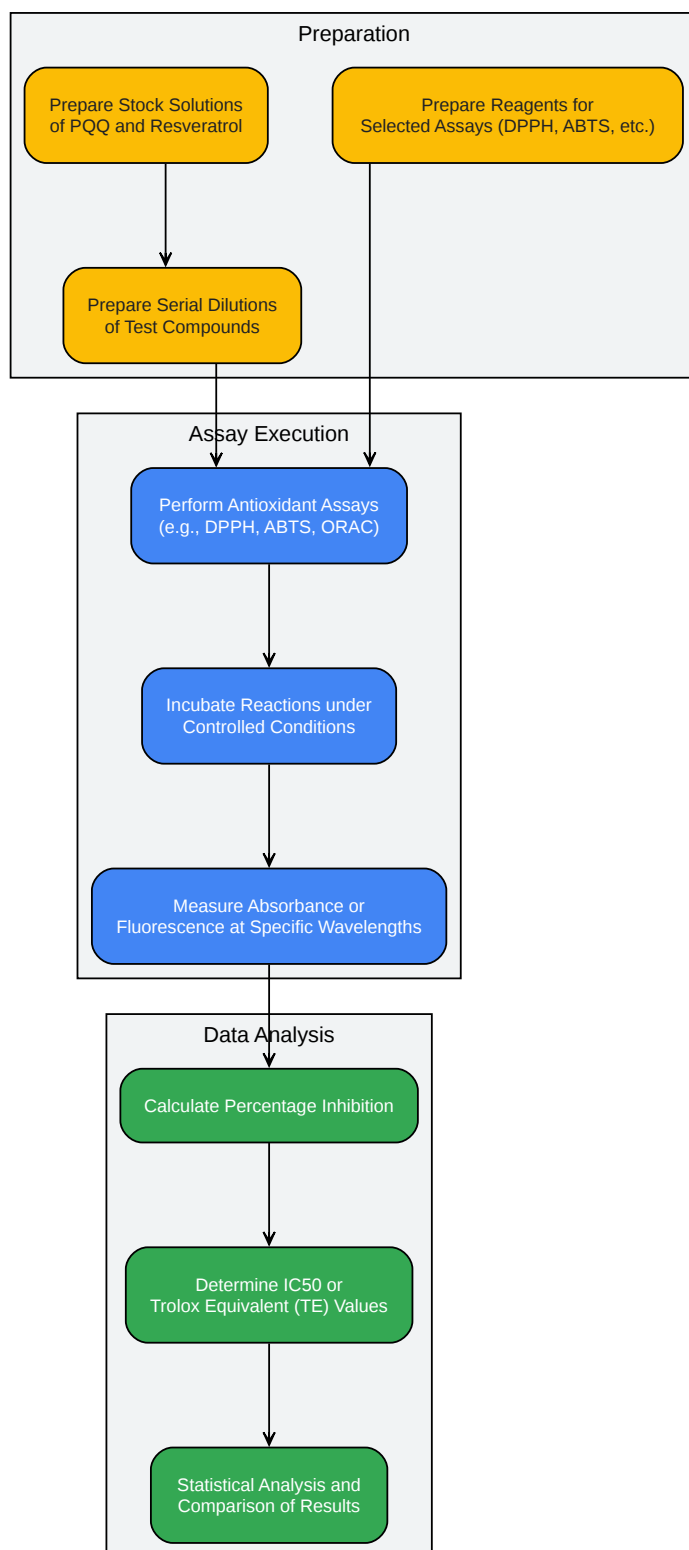 Preparation
Prepare Stock Solutions
of PQQ and Resveratrol
Prepare Reagents for
Selected Assays (DPPH, ABTS, etc.)
Prepare Serial Dilutions
of Test Compounds
Assay Execution
Perform Antioxidant Assays
(e.g., DPPH, ABTS, ORAC)
Incubate Reactions under
Controlled Conditions
Measure Absorbance or
Fluorescence at Specific Wavelengths
Data Analysis
Calculate Percentage Inhibition
Determine IC50 or
Trolox Equivalent (TE) Values
Statistical Analysis and
Comparison of Results